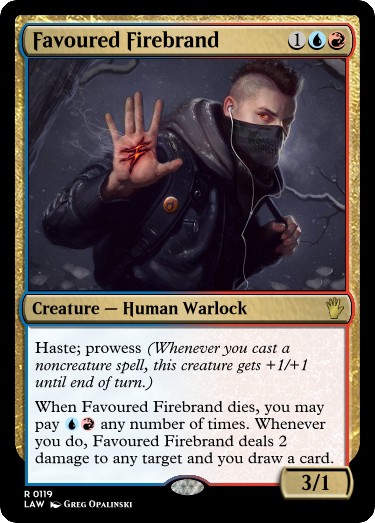 Favoured Firebrand 1
Creature — Human Warlock
Haste; prowess (Whenever you cast a
noncreature spell, this creature gets +1/+1
until end of turn.)
When Favoured Firebrand dies, you may
pay any number of times. Whenever
you do, Favoured Firebrand deals 2
damage to any target and you draw a card.
3/1
R 0119
LAW Greg Opalinski